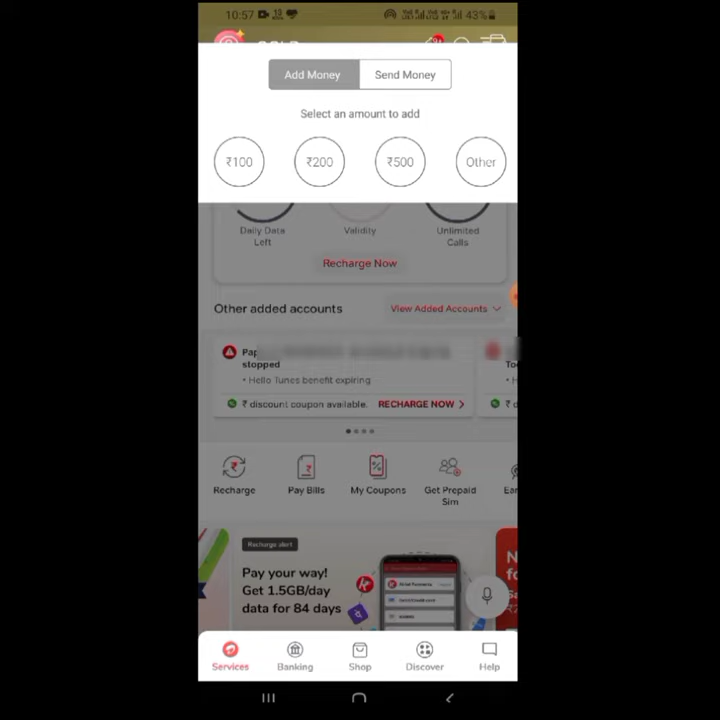 10:57
43%
Add Money
Send Money
Select an amount to add
₹100
₹200
₹500
Other
Daily Data
Left
Validity
Unlimited
Calls
Recharge Now
Other added accounts
View Added Accounts
stopped
• Hello Tunes benefit expiring
₹ discount coupon available. RECHARGE NOW
Recharge
Pay Bills
My Coupons
Get Prepaid
Sim
Recharge alert
Pay your way!
Get 1.5GB/day
data for 84 days
Services
Banking
Shop
Discover
Help